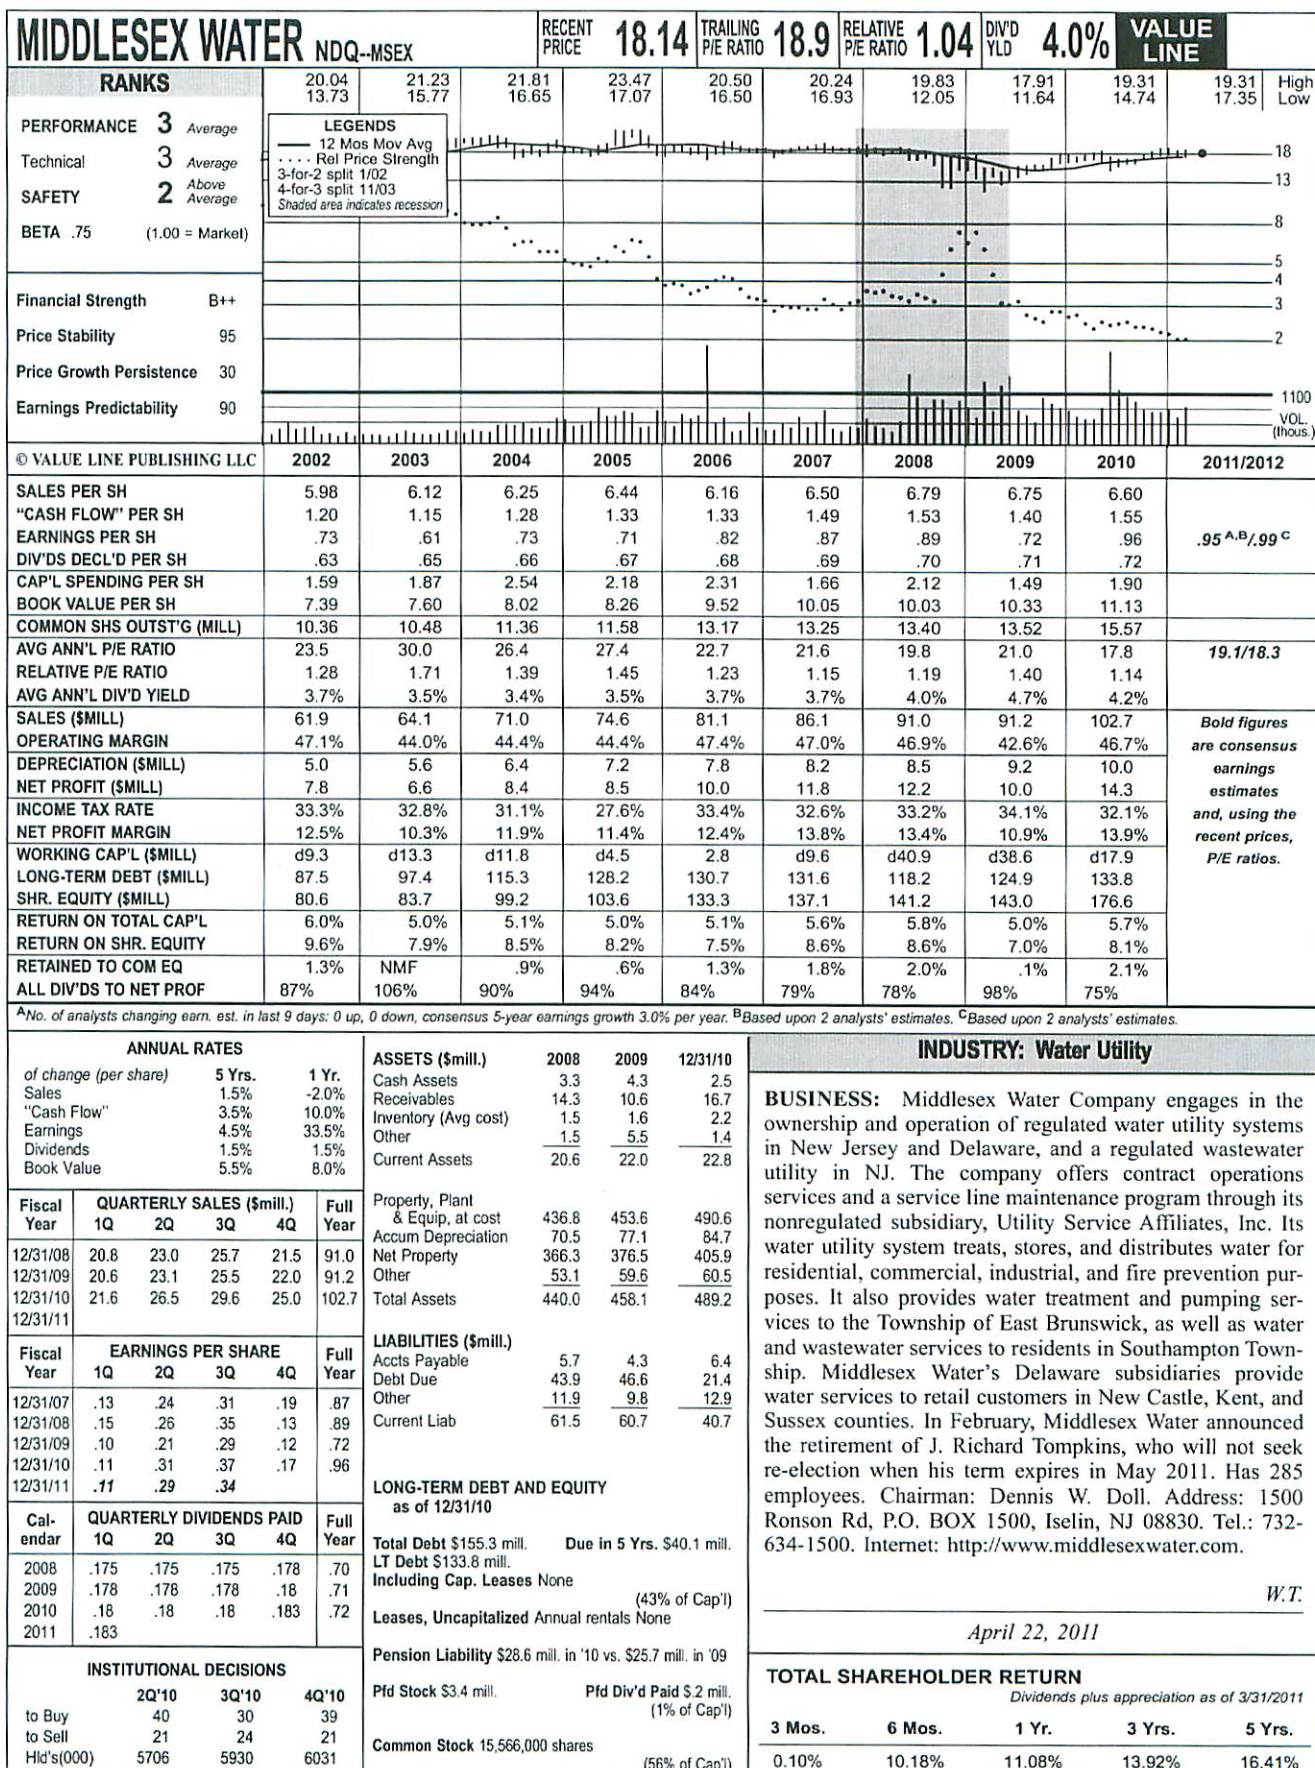 MIDDLESEX WATER NDQ--MSEX
RECENT PRICE 18.14
TRAILING P/E RATIO 18.9
RELATIVE P/E RATIO 1.04
DIV'D YLD 4.0%
VALUE LINE
RANKS
20.04 21.23 21.81 23.47 20.50 20.24 19.83 17.91 19.31 19.31 High
13.73 15.77 16.65 17.07 16.50 16.93 12.05 11.64 14.74 17.35 Low
PERFORMANCE 3 Average
Technical 3 Average
SAFETY 2 Above Average
BETA .75 (1.00 = Market)
Financial Strength B++
Price Stability 95
Price Growth Persistence 30
Earnings Predictability 90
LEGENDS
12 Mos Mov Avg
.... Rel Price Strength
3-for-2 split 1/02
4-for-3 split 11/03
Shaded area indicates recession
18
13
8
5
4
3
2
1100
VOL.
(thous.)
© VALUE LINE PUBLISHING LLC 2002 2003 2004 2005 2006 2007 2008 2009 2010 2011/2012
SALES PER SH 5.98 6.12 6.25 6.44 6.16 6.50 6.79 6.75 6.60
"CASH FLOW" PER SH 1.20 1.15 1.28 1.33 1.33 1.49 1.53 1.40 1.55
EARNINGS PER SH .73 .61 .73 .71 .82 .87 .89 .72 .96 .95 A,B/.99 C
DIV'DS DECL'D PER SH .63 .65 .66 .67 .68 .69 .70 .71 .72
CAP'L SPENDING PER SH 1.59 1.87 2.54 2.18 2.31 1.66 2.12 1.49 1.90
BOOK VALUE PER SH 7.39 7.60 8.02 8.26 9.52 10.05 10.03 10.33 11.13
COMMON SHS OUTST'G (MILL) 10.36 10.48 11.36 11.58 13.17 13.25 13.40 13.52 15.57
AVG ANN'L P/E RATIO 23.5 30.0 26.4 27.4 22.7 21.6 19.8 21.0 17.8 19.1/18.3
RELATIVE P/E RATIO 1.28 1.71 1.39 1.45 1.23 1.15 1.19 1.40 1.14
AVG ANN'L DIV'D YIELD 3.7% 3.5% 3.4% 3.5% 3.7% 3.7% 4.0% 4.7% 4.2%
SALES ($MILL) 61.9 64.1 71.0 74.6 81.1 86.1 91.0 91.2 102.7 Bold figures
OPERATING MARGIN 47.1% 44.0% 44.4% 44.4% 47.4% 47.0% 46.9% 42.6% 46.7% are consensus
DEPRECIATION ($MILL) 5.0 5.6 6.4 7.2 7.8 8.2 8.5 9.2 10.0 earnings
NET PROFIT ($MILL) 7.8 6.6 8.4 8.5 10.0 11.8 12.2 10.0 14.3 estimates
INCOME TAX RATE 33.3% 32.8% 31.1% 27.6% 33.4% 32.6% 33.2% 34.1% 32.1% and, using the
NET PROFIT MARGIN 12.5% 10.3% 11.9% 11.4% 12.4% 13.8% 13.4% 10.9% 13.9% recent prices,
WORKING CAP'L ($MILL) d9.3 d13.3 d11.8 d4.5 2.8 d9.6 d40.9 d38.6 d17.9 P/E ratios.
LONG-TERM DEBT ($MILL) 87.5 97.4 115.3 128.2 130.7 131.6 118.2 124.9 133.8
SHR. EQUITY ($MILL) 80.6 83.7 99.2 103.6 133.3 137.1 141.2 143.0 176.6
RETURN ON TOTAL CAP'L 6.0% 5.0% 5.1% 5.0% 5.1% 5.6% 5.8% 5.0% 5.7%
RETURN ON SHR. EQUITY 9.6% 7.9% 8.5% 8.2% 7.5% 8.6% 8.6% 7.0% 8.1%
RETAINED TO COM EQ 1.3% NMF .9% .6% 1.3% 1.8% 2.0% .1% 2.1%
ALL DIV'DS TO NET PROF 87% 106% 90% 94% 84% 79% 78% 98% 75%
A No. of analysts changing earn. est. in last 9 days: 0 up, 0 down, consensus 5-year earnings growth 3.0% per year. B Based upon 2 analysts' estimates. C Based upon 2 analysts' estimates.
ANNUAL RATES
of change (per share) 5 Yrs. 1 Yr.
Sales 1.5% -2.0%
"Cash Flow" 3.5% 10.0%
Earnings 4.5% 33.5%
Dividends 1.5% 1.5%
Book Value 5.5% 8.0%
Fiscal Year QUARTERLY SALES ($mill.) Full Year
1Q 2Q 3Q 4Q
12/31/08 20.8 23.0 25.7 21.5 91.0
12/31/09 20.6 23.1 25.5 22.0 91.2
12/31/10 21.6 26.5 29.6 25.0 102.7
12/31/11
Fiscal Year EARNINGS PER SHARE Full Year
1Q 2Q 3Q 4Q
12/31/07 .13 .24 .31 .19 .87
12/31/08 .15 .26 .35 .13 .89
12/31/09 .10 .21 .29 .12 .72
12/31/10 .11 .31 .37 .17 .96
12/31/11 .11 .29 .34
Cal-endar QUARTERLY DIVIDENDS PAID Full Year
1Q 2Q 3Q 4Q
2008 .175 .175 .175 .178 .70
2009 .178 .178 .178 .18 .71
2010 .18 .18 .18 .183 .72
2011 .183
INSTITUTIONAL DECISIONS
2Q'10 3Q'10 4Q'10
to Buy 40 30 39
to Sell 21 24 21
Hld's(000) 5706 5930 6031
ASSETS ($mill.) 2008 2009 12/31/10
Cash Assets 3.3 4.3 2.5
Receivables 14.3 10.6 16.7
Inventory (Avg cost) 1.5 1.6 2.2
Other 1.5 5.5 1.4
Current Assets 20.6 22.0 22.8
Property, Plant
& Equip, at cost 436.8 453.6 490.6
Accum Depreciation 70.5 77.1 84.7
Net Property 366.3 376.5 405.9
Other 53.1 59.6 60.5
Total Assets 440.0 458.1 489.2
LIABILITIES ($mill.)
Accts Payable 5.7 4.3 6.4
Debt Due 43.9 46.6 21.4
Other 11.9 9.8 12.9
Current Liab 61.5 60.7 40.7
LONG-TERM DEBT AND EQUITY
as of 12/31/10
Total Debt $155.3 mill. Due in 5 Yrs. $40.1 mill.
LT Debt $133.8 mill.
Including Cap. Leases None
(43% of Cap'l)
Leases, Uncapitalized Annual rentals None
Pension Liability $28.6 mill. in '10 vs. $25.7 mill. in '09
Pfd Stock $3.4 mill. Pfd Div'd Paid $.2 mill.
(1% of Cap'l)
Common Stock 15,566,000 shares
(56% of Cap'l)
INDUSTRY: Water Utility
BUSINESS: Middlesex Water Company engages in the
ownership and operation of regulated water utility systems
in New Jersey and Delaware, and a regulated wastewater
utility in NJ. The company offers contract operations
services and a service line maintenance program through its
nonregulated subsidiary, Utility Service Affiliates, Inc. Its
water utility system treats, stores, and distributes water for
residential, commercial, industrial, and fire prevention pur-
poses. It also provides water treatment and pumping ser-
vices to the Township of East Brunswick, as well as water
and wastewater services to residents in Southampton Town-
ship. Middlesex Water's Delaware subsidiaries provide
water services to retail customers in New Castle, Kent, and
Sussex counties. In February, Middlesex Water announced
the retirement of J. Richard Tompkins, who will not seek
re-election when his term expires in May 2011. Has 285
employees. Chairman: Dennis W. Doll. Address: 1500
Ronson Rd, P.O. BOX 1500, Iselin, NJ 08830. Tel.: 732-
634-1500. Internet: http://www.middlesexwater.com.
W.T.
April 22, 2011
TOTAL SHAREHOLDER RETURN
Dividends plus appreciation as of 3/31/2011
3 Mos. 6 Mos. 1 Yr. 3 Yrs. 5 Yrs.
0.10% 10.18% 11.08% 13.92% 16.41%